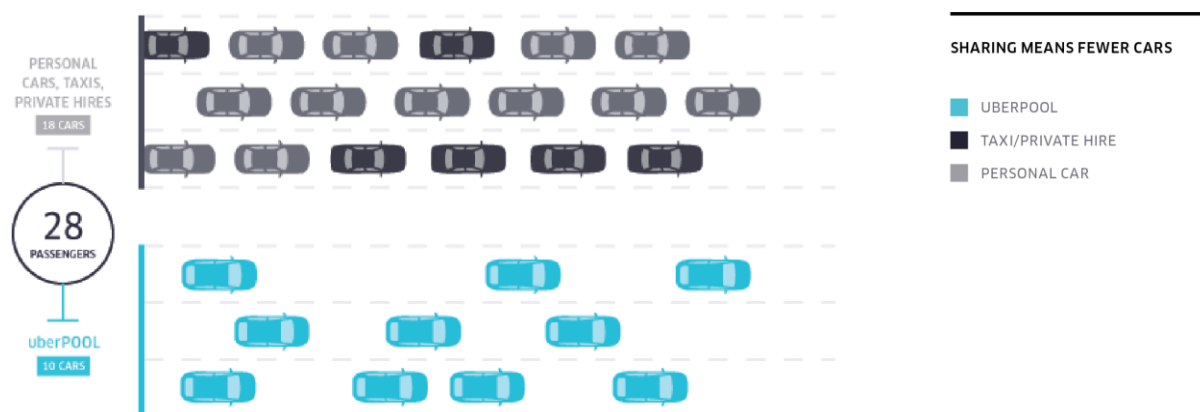 PERSONAL
CARS, TAXIS,
PRIVATE HIRES
18 CARS
28
PASSENGERS
uberPOOL
10 CARS
SHARING MEANS FEWER CARS
UBERPOOL
TAXI/PRIVATE HIRE
PERSONAL CAR